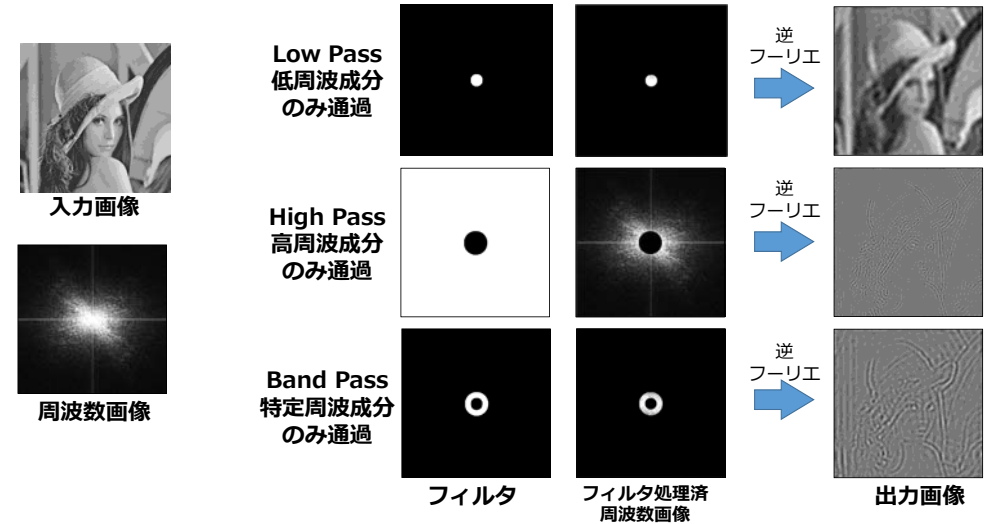 入力画像
周波数画像
Low Pass
低周波成分
のみ通過
逆
フーリエ
High Pass
高周波成分
のみ通過
逆
フーリエ
Band Pass
特定周波成分
のみ通過
逆
フーリエ
フィルタ
フィルタ処理済
周波数画像
出力画像